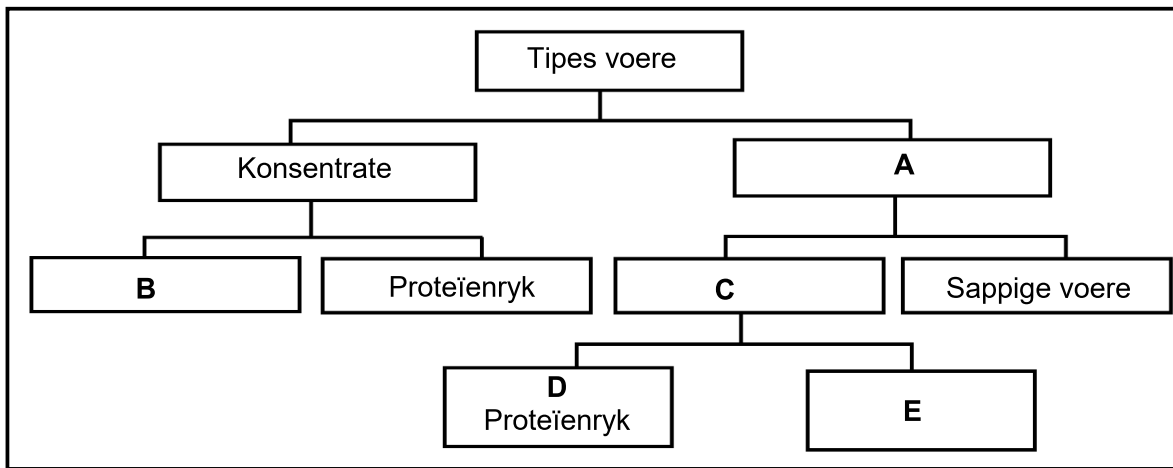 Tipes voere
Konsentrate
A
B
Proteïenryk
C
Sappige voere
D
Proteïenryk
E